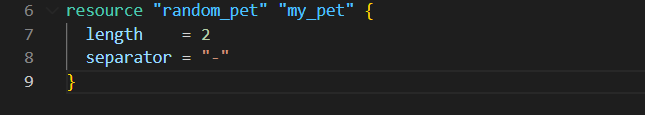 6 resource "random_pet" "my_pet" {
7 length = 2
8 separator = "-"
9 }